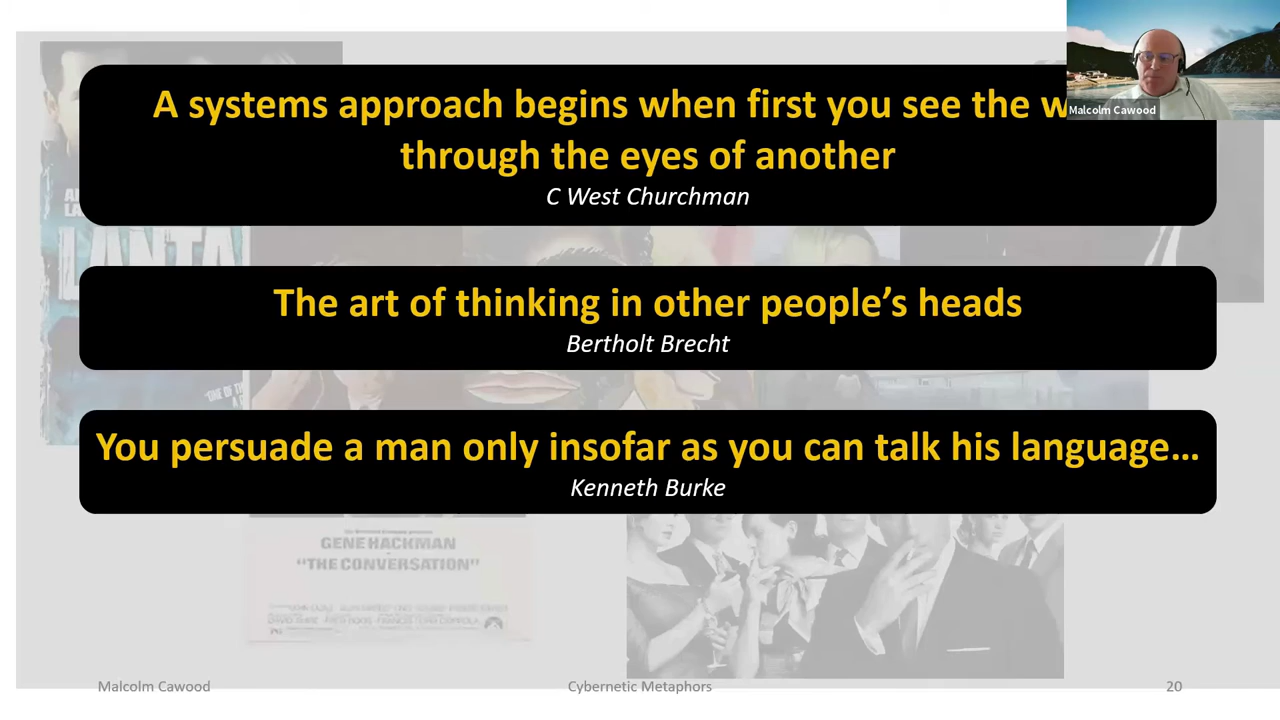 A systems approach begins when first you see the w
through the eyes of another
C West Churchman
Malcolm Cawood
The art of thinking in other people’s heads
Bertholt Brecht
You persuade a man only insofar as you can talk his language…
Kenneth Burke
LANTA
GENE HACKMAN
“THE CONVERSATION”
Malcolm Cawood
Cybernetic Metaphors
20